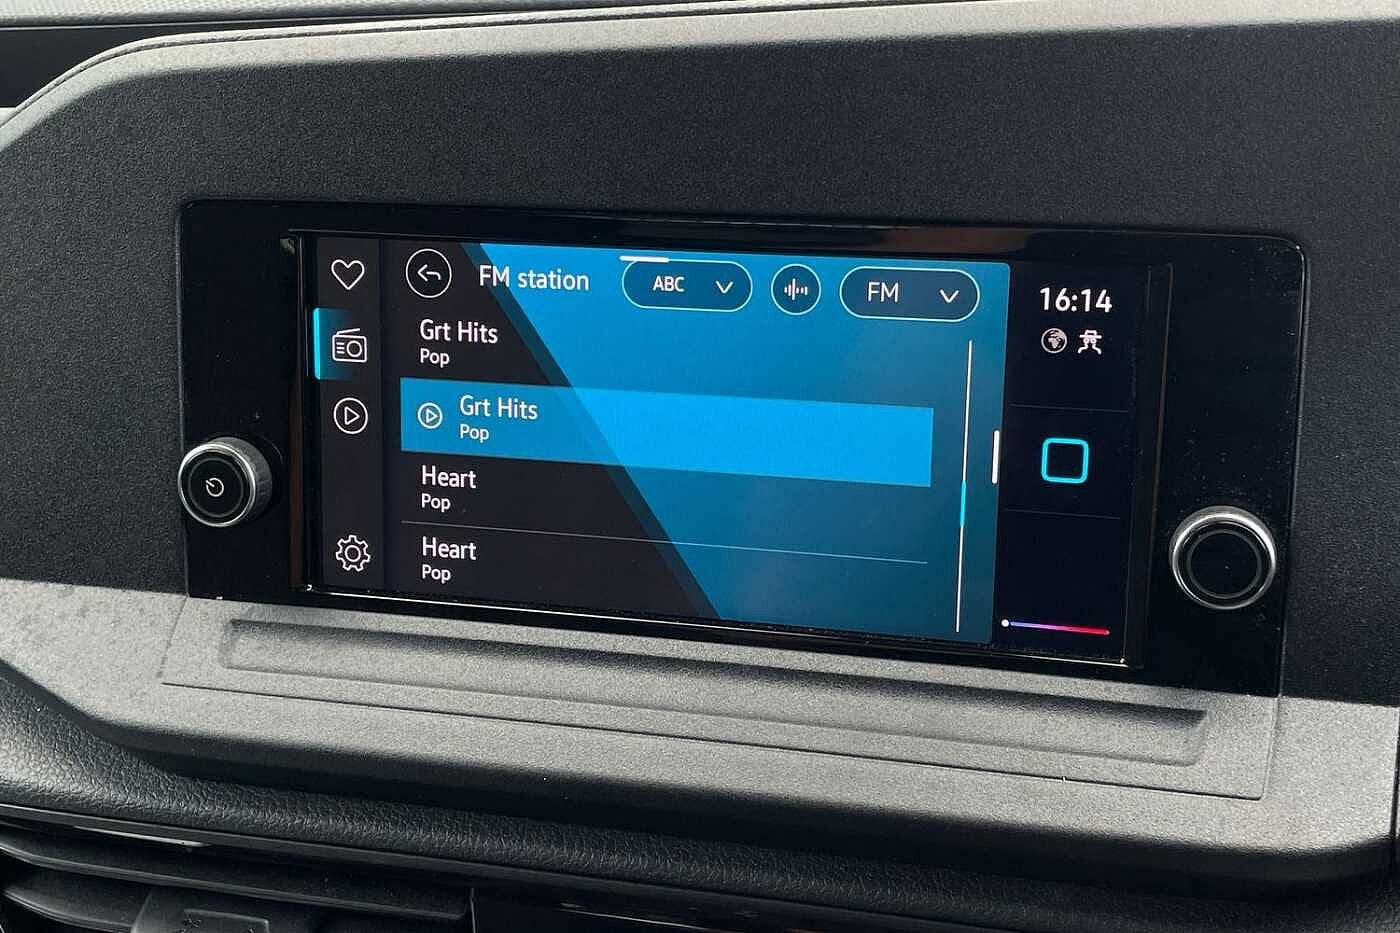 FM station
ABC
FM
16:14
Grt Hits
Pop
Grt Hits
Pop
Heart
Pop
Heart
Pop